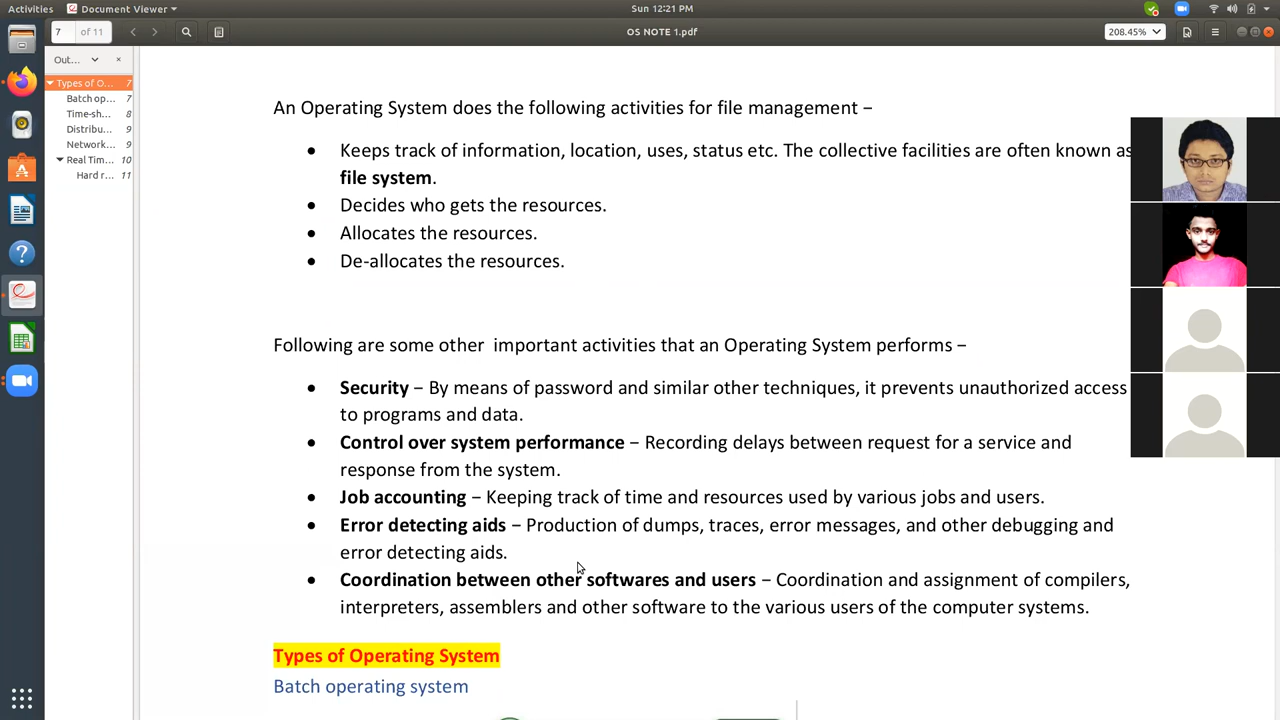 Activities
Document Viewer
Sun 12:21 PM
7
of 11
OS NOTE 1.pdf
208.45%
Out...
Types of O... 7
Batch op... 7
Time-sh... 8
Distribu... 9
Network... 9
Real Tim... 10
Hard r... 11
An Operating System does the following activities for file management –
• Keeps track of information, location, uses, status etc. The collective facilities are often known as
file system.
• Decides who gets the resources.
• Allocates the resources.
• De-allocates the resources.
Following are some other important activities that an Operating System performs –
• Security – By means of password and similar other techniques, it prevents unauthorized access
to programs and data.
• Control over system performance – Recording delays between request for a service and
response from the system.
• Job accounting – Keeping track of time and resources used by various jobs and users.
• Error detecting aids – Production of dumps, traces, error messages, and other debugging and
error detecting aids.
• Coordination between other softwares and users – Coordination and assignment of compilers,
interpreters, assemblers and other software to the various users of the computer systems.
Types of Operating System
Batch operating system